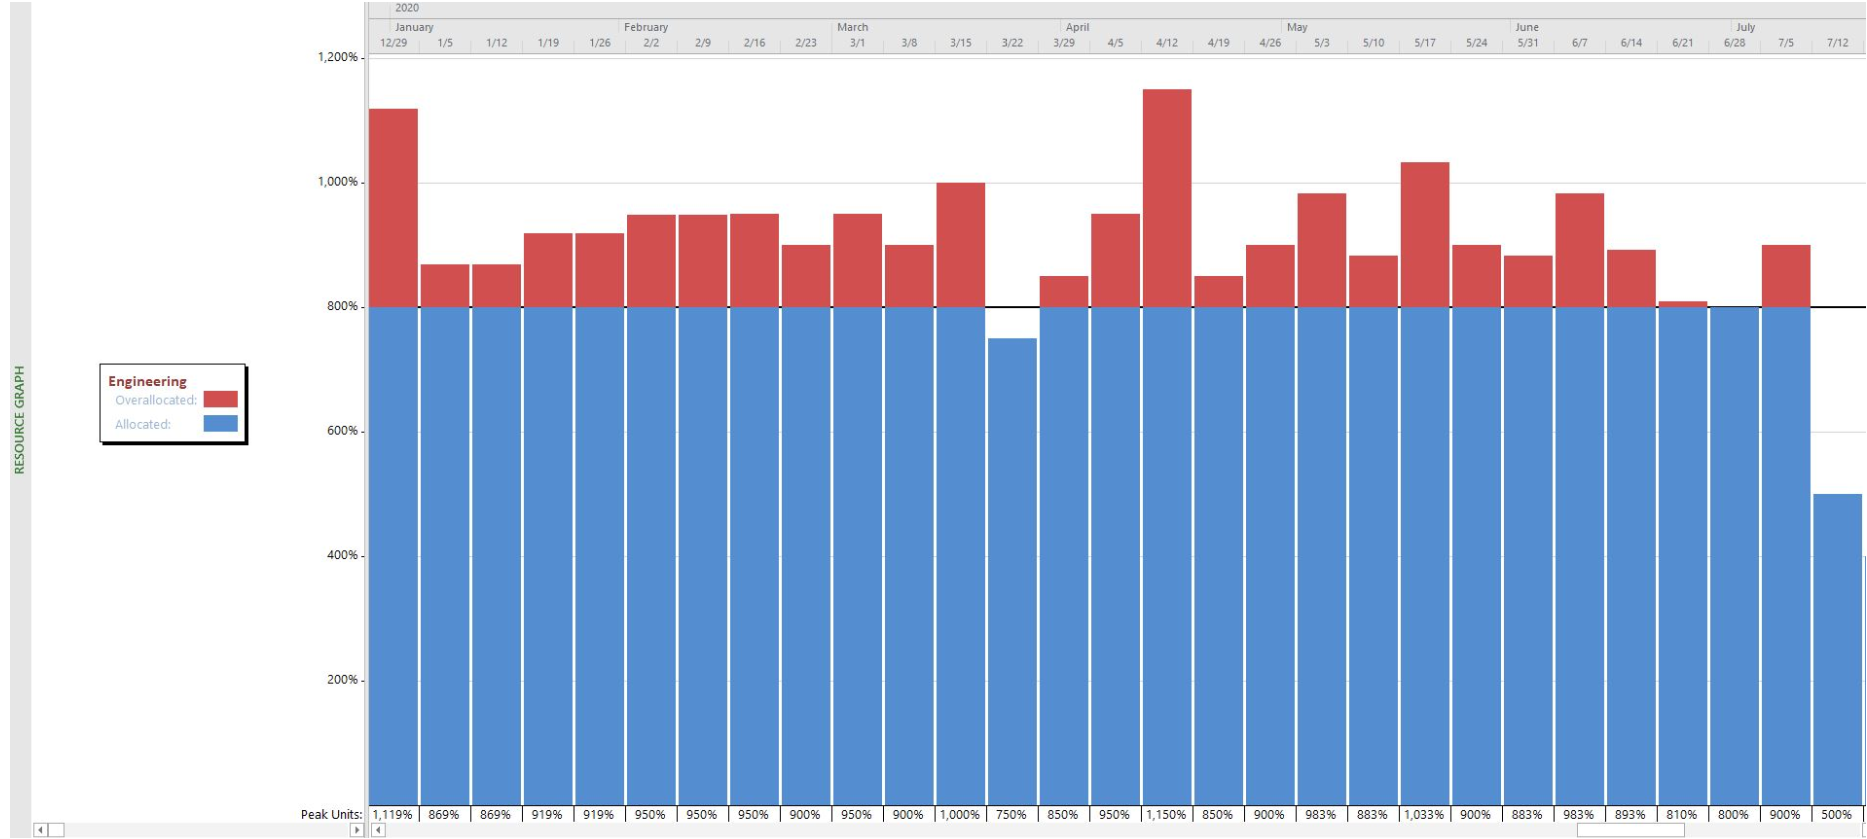 2020
January February March April May June July
12/29 1/5 1/12 1/19 1/26 2/2 2/9 2/16 2/23 3/1 3/8 3/15 3/22 3/29 4/5 4/12 4/19 4/26 5/3 5/10 5/17 5/24 5/31 6/7 6/14 6/21 6/28 7/5 7/12
1,200%
1,000%
800%
600%
400%
200%
RESOURCE GRAPH
Engineering
Overallocated:
Allocated:
Peak Units: 1,119% 869% 869% 919% 919% 950% 950% 950% 900% 950% 900% 1,000% 750% 850% 950% 1,150% 850% 900% 983% 883% 1,033% 900% 883% 983% 893% 810% 800% 900% 500%